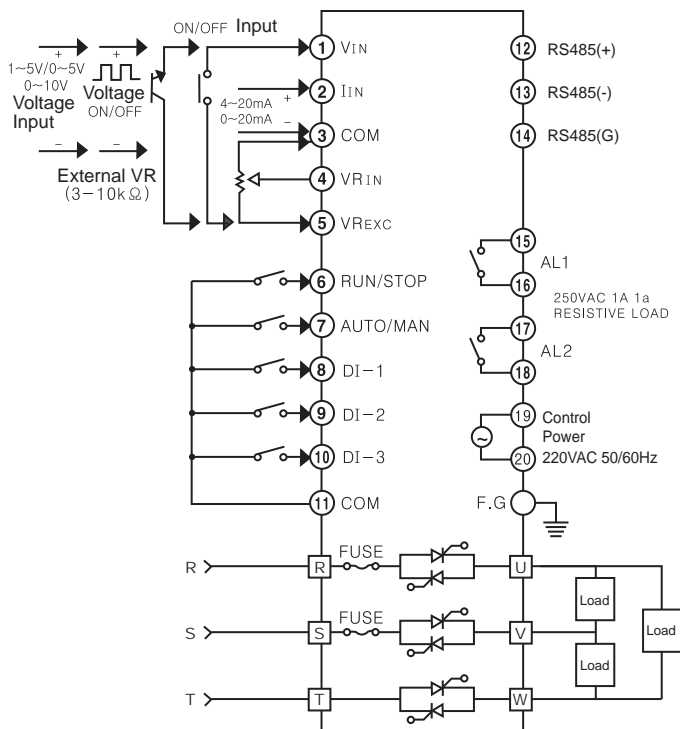 ON/OFF Input
+ +
1~5V/0~5V
0~10V
Voltage
Input
Voltage
ON/OFF
- -
External VR
(3-10kΩ)
4~20mA +
0~20mA -
1 VIN
2 IIN
3 COM
4 VRIN
5 VREXC
6 RUN/STOP
7 AUTO/MAN
8 DI-1
9 DI-2
10 DI-3
11 COM
12 RS485(+)
13 RS485(-)
14 RS485(G)
15
AL1
16
250VAC 1A 1a
RESISTIVE LOAD
17
AL2
18
19 Control
Power
20 220VAC 50/60Hz
F.G
R R FUSE U
S S FUSE V
T T W
Load
Load
Load